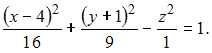 (x − 4)²/16 + (y + 1)²/9 − z²/1 = 1.